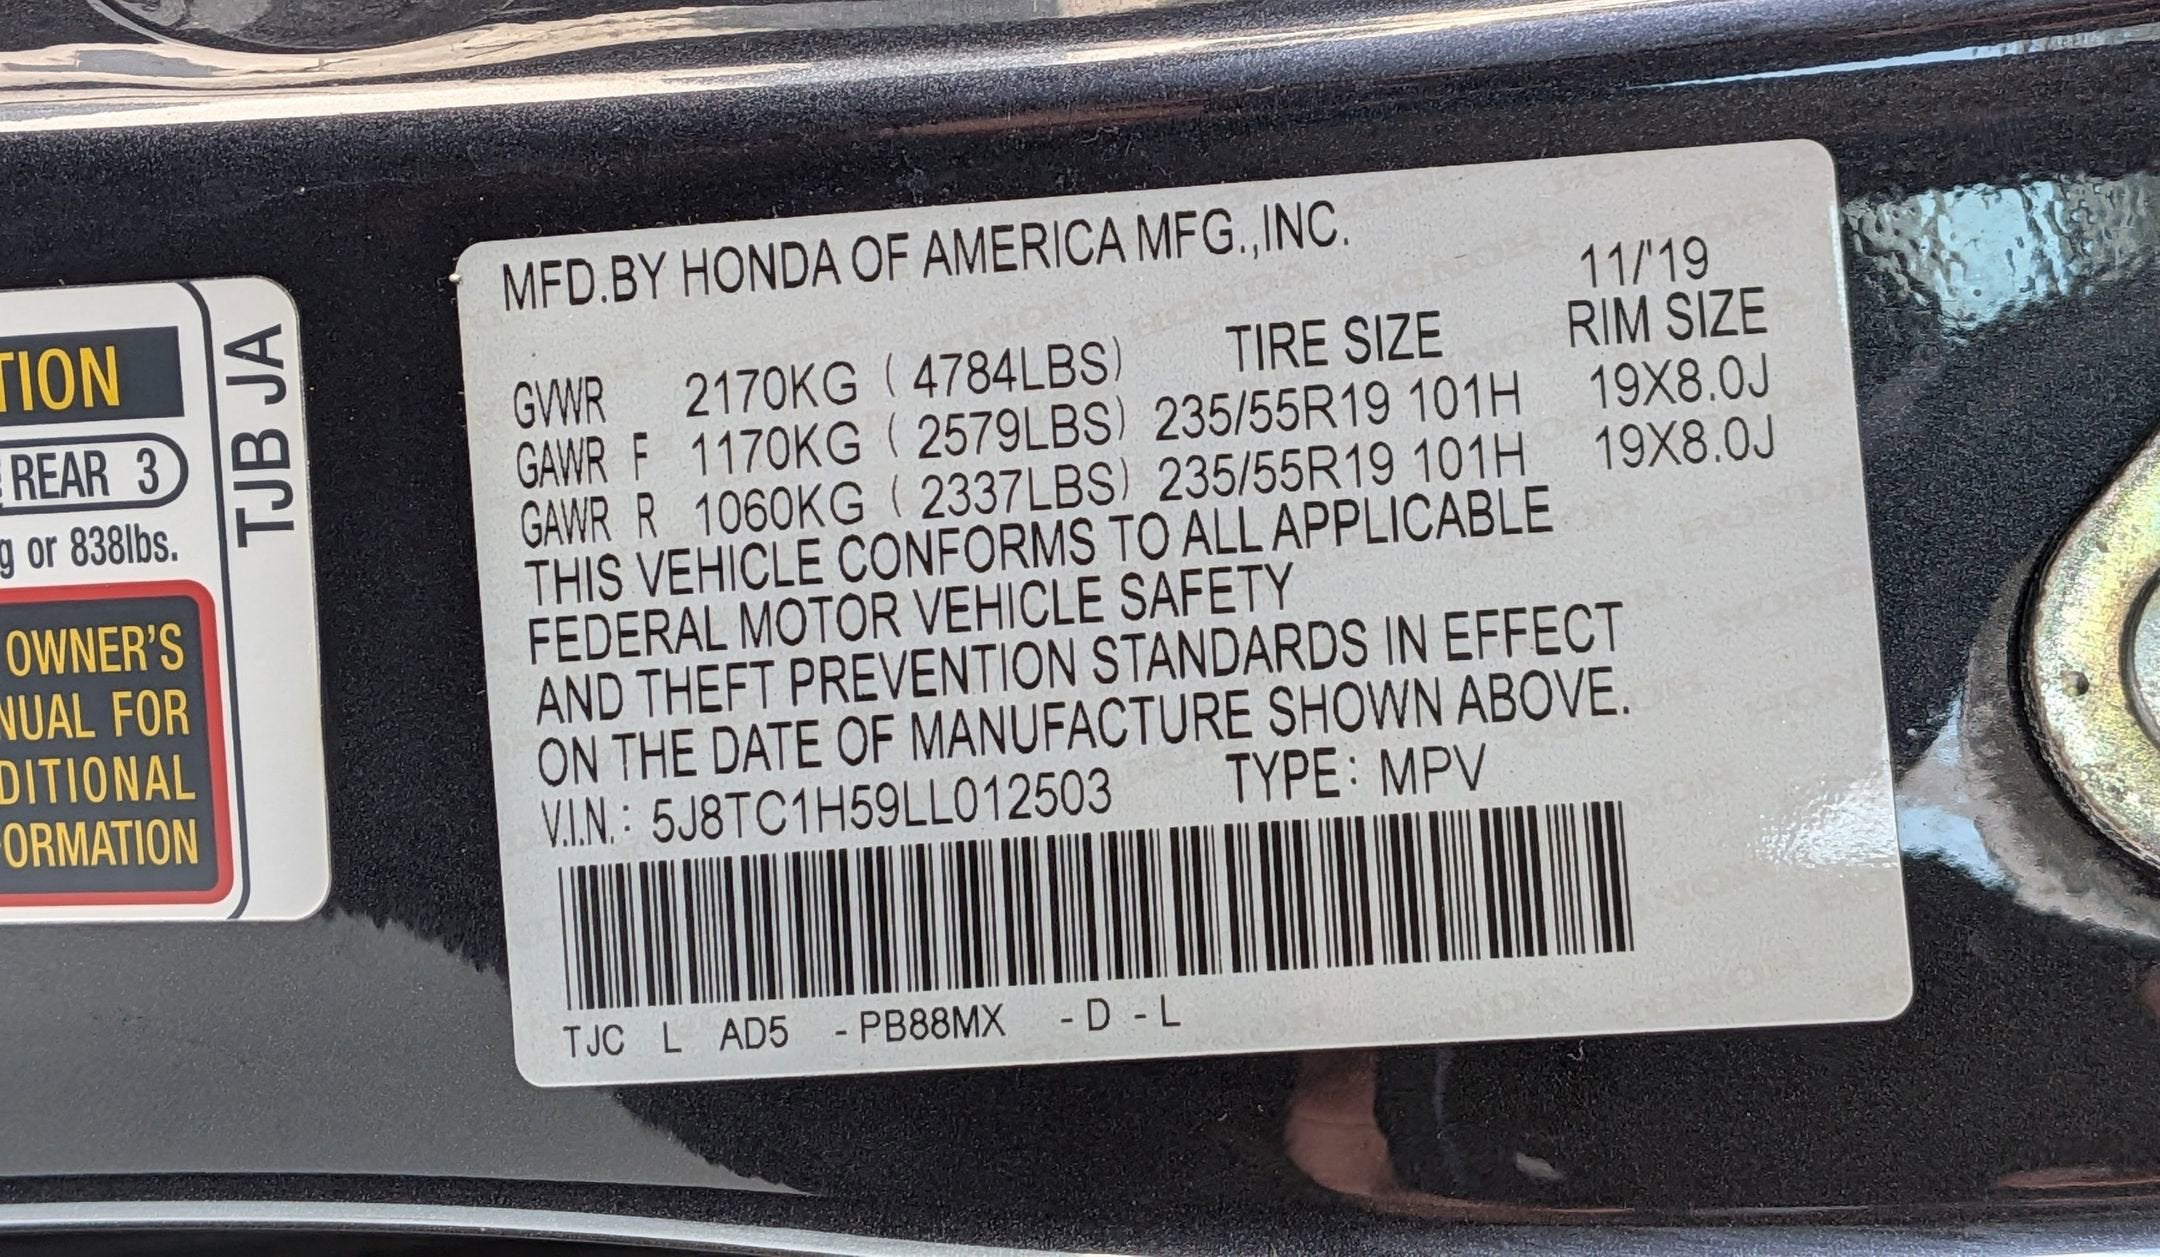 MFD.BY HONDA OF AMERICA MFG.,INC.
11/'19
TIRE SIZE RIM SIZE
GVWR 2170KG ( 4784LBS)
GAWR F 1170KG ( 2579LBS) 235/55R19 101H 19X8.0J
GAWR R 1060KG ( 2337LBS) 235/55R19 101H 19X8.0J
THIS VEHICLE CONFORMS TO ALL APPLICABLE
FEDERAL MOTOR VEHICLE SAFETY
AND THEFT PREVENTION STANDARDS IN EFFECT
ON THE DATE OF MANUFACTURE SHOWN ABOVE.
V.I.N.: 5J8TC1H59LL012503 TYPE: MPV
TJC L AD5 -PB88MX -D -L
TION
REAR 3
g or 838lbs.
OWNER'S
NUAL FOR
DITIONAL
ORMATION
TJB JA